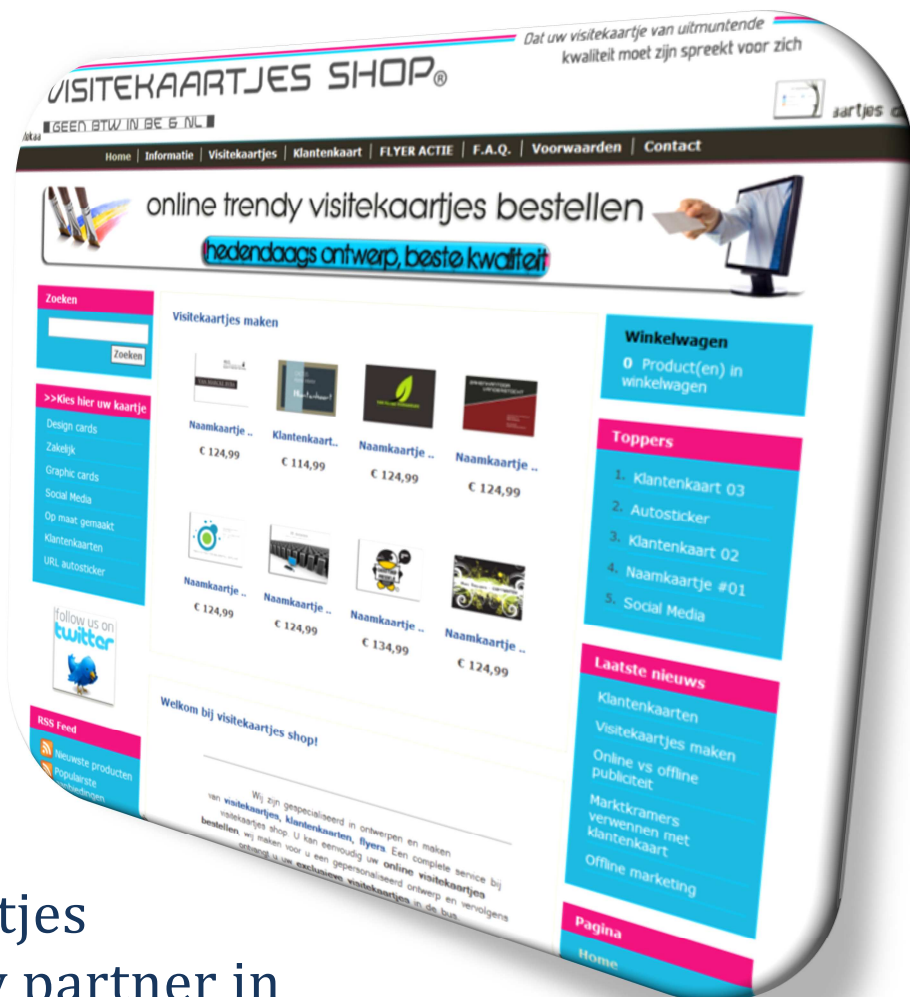 Dat uw visitekaartje van uitmuntende
kwaliteit moet zijn spreekt voor zich
VISITEKAARTJES SHOP®
GEEN BTW IN BE & NL
aartjes
Home | Informatie | Visitekaartjes | Klantenkaart | FLYER ACTIE | F.A.Q. | Voorwaarden | Contact
online trendy visitekaartjes bestellen
hedendaags ontwerp, beste kwaliteit
Zoeken
Zoeken
>>Kies hier uw kaartje
Design cards
Zakelijk
Graphic cards
Social Media
Op maat gemaakt
Klantenkaarten
URL autosticker
follow us on
twitter
RSS Feed
Nieuwste producten
Populairste
Visitekaartjes maken
Naamkaartje .. Klantenkaart.. Naamkaartje .. Naamkaartje ..
€ 124,99 € 114,99 € 124,99 € 124,99
Naamkaartje .. Naamkaartje .. Naamkaartje .. Naamkaartje ..
€ 124,99 € 124,99 € 134,99 € 124,99
Welkom bij visitekaartjes shop!
Wij zijn gespecialiseerd in ontwerpen en maken
van visitekaartjes, klantenkaarten, flyers. Een complete service bij
visitekaartjes shop. U kan eenvoudig uw online visitekaartjes
bestellen, wij maken voor u een gepersonaliseerd ontwerp en vervolgens
ontvangt u uw exclusieve visitekaartjes in de bus.
Winkelwagen
0 Product(en) in
winkelwagen
Toppers
1. Klantenkaart 03
2. Autosticker
3. Klantenkaart 02
4. Naamkaartje #01
5. Social Media
Laatste nieuws
Klantenkaarten
Visitekaartjes maken
Online vs offline
publiciteit
Marktkramers
verwennen met
klantenkaart
Offline marketing
Pagina
Home
tjes
partner in